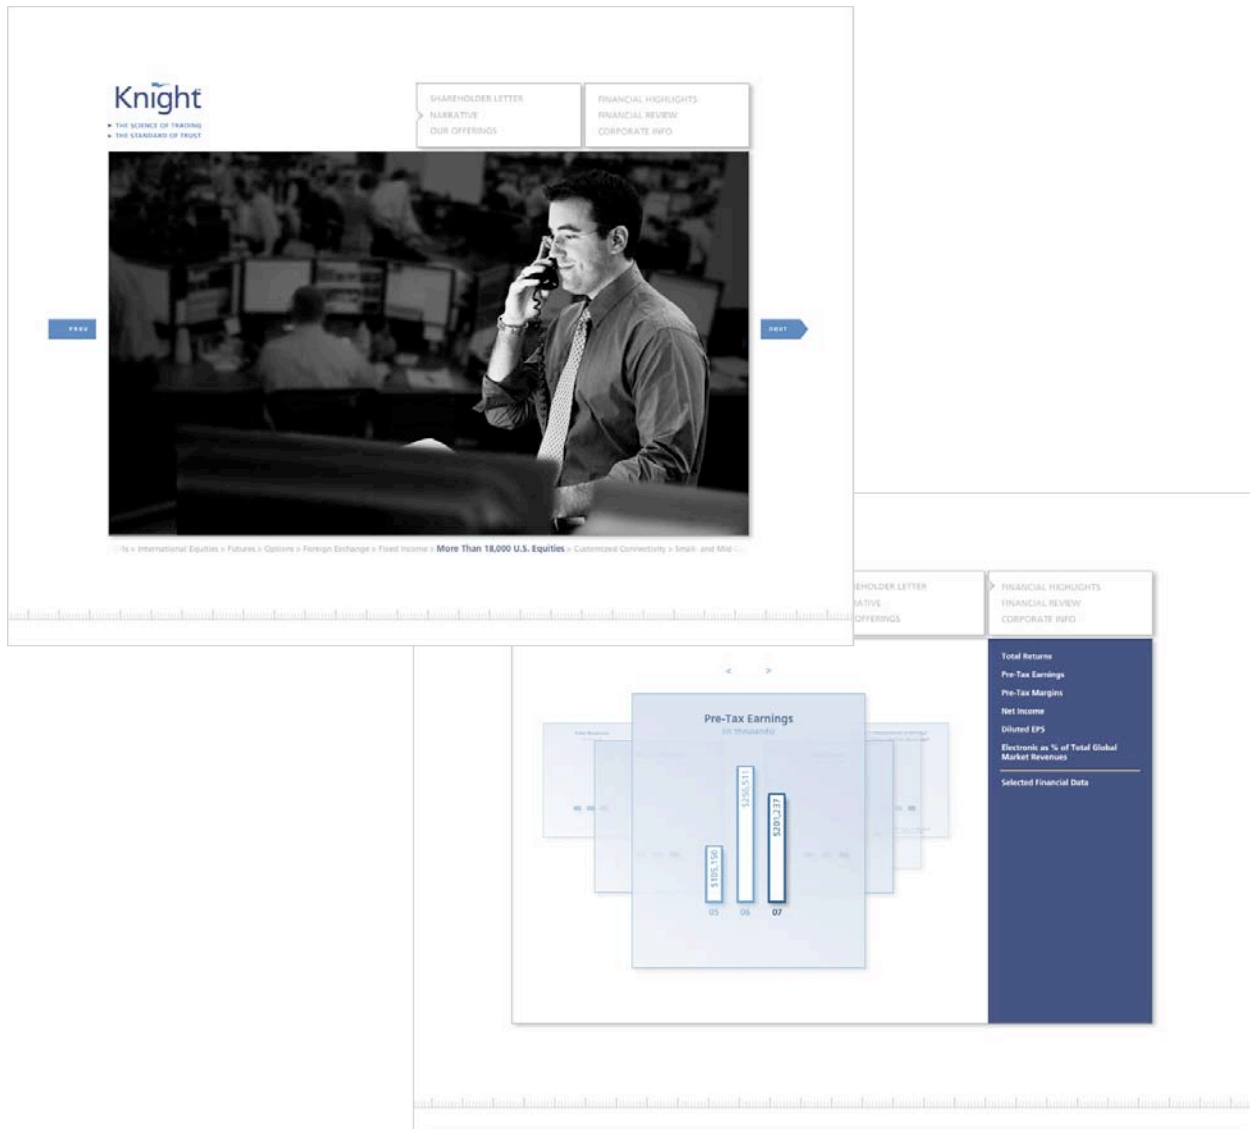 Knight
THE SCIENCE OF TRADING
THE STANDARD OF TRUST
SHAREHOLDER LETTER
NARRATIVE
OUR OFFERINGS
FINANCIAL HIGHLIGHTS
FINANCIAL REVIEW
CORPORATE INFO
PREV
NEXT
> International Equities > Futures > Options > Foreign Exchange > Fixed Income > More Than 18,000 U.S. Equities > Customized Connectivity > Small- and Mid-
EHOLDER LETTER
ATIVE
OFFERINGS
FINANCIAL HIGHLIGHTS
FINANCIAL REVIEW
CORPORATE INFO
< >
Pre-Tax Earnings
(in thousands)
$105,150
$201,237
05 06 07
Total Returns
Pre-Tax Earnings
Pre-Tax Margins
Net Income
Diluted EPS
Electronic as % of Total Global
Market Revenues
Selected Financial Data